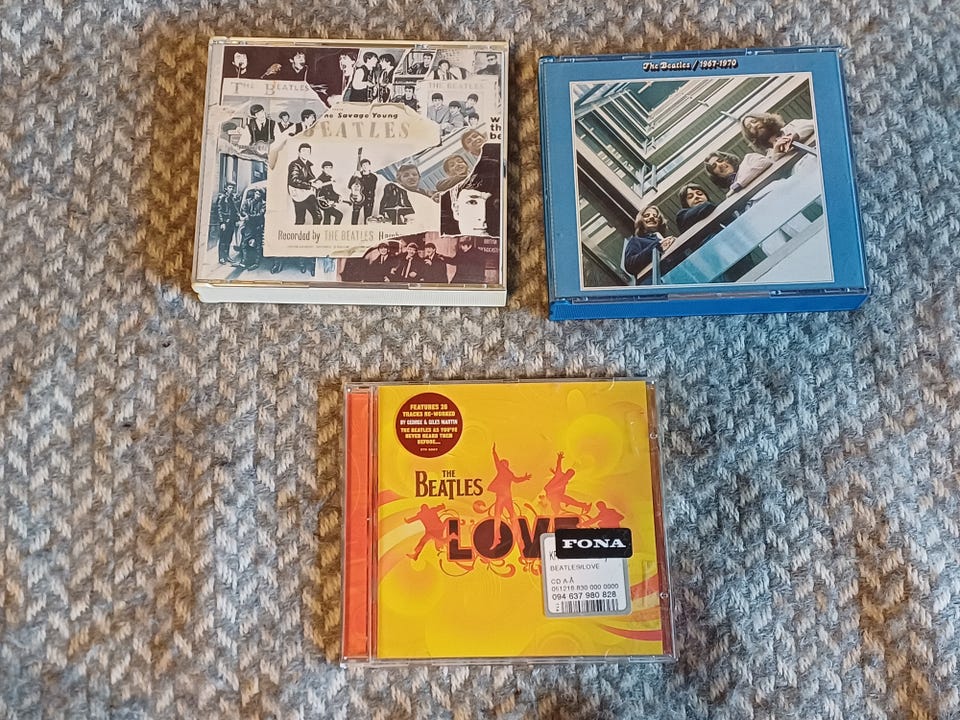 THE BEATLES
THE BEATLES
The Savage Young
BEATLES
Recorded by THE BEATLES
The Beatles / 1967-1970
FEATURES 26
TRACKS RE-WORKED
BY GEORGE & GILES MARTIN
THE BEATLES AS YOU'VE
NEVER HEARD THEM
BEFORE...
THE
BEATLES
LOVE
FONA
BEATLES/LOVE
CD A-Å
094 637 980 828